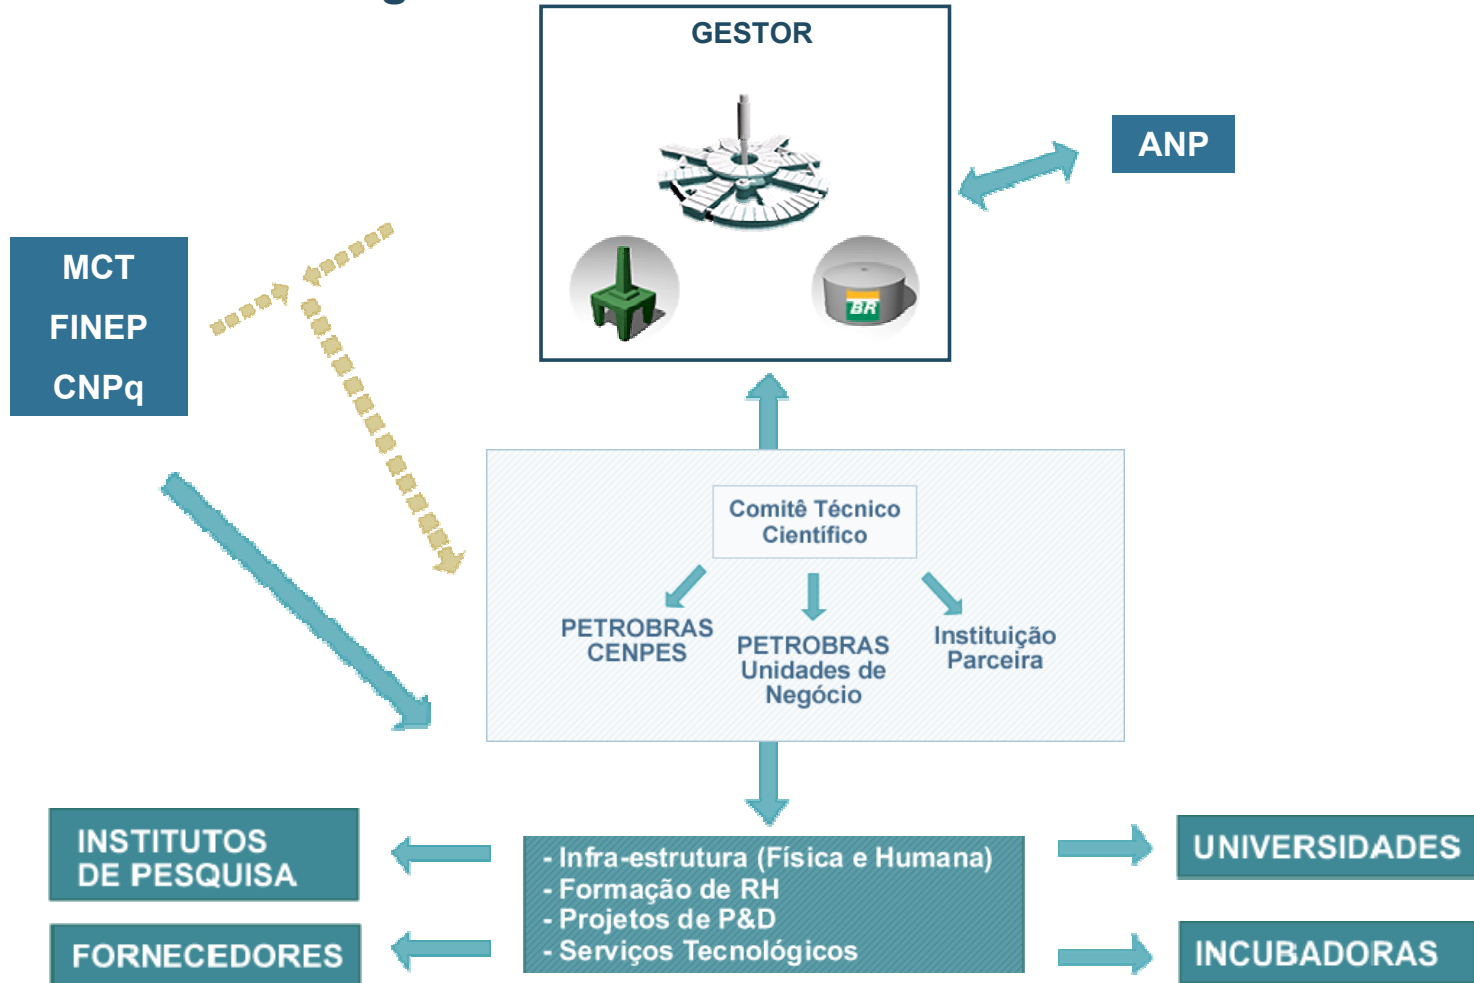 g
GESTOR
ANP
MCT
FINEP
CNPq
BR
Comitê Técnico
Científico
PETROBRAS
CENPES
PETROBRAS
Unidades de
Negócio
Instituição
Parceira
INSTITUTOS
DE PESQUISA
FORNECEDORES
- Infra-estrutura (Física e Humana)
- Formação de RH
- Projetos de P&D
- Serviços Tecnológicos
UNIVERSIDADES
INCUBADORAS